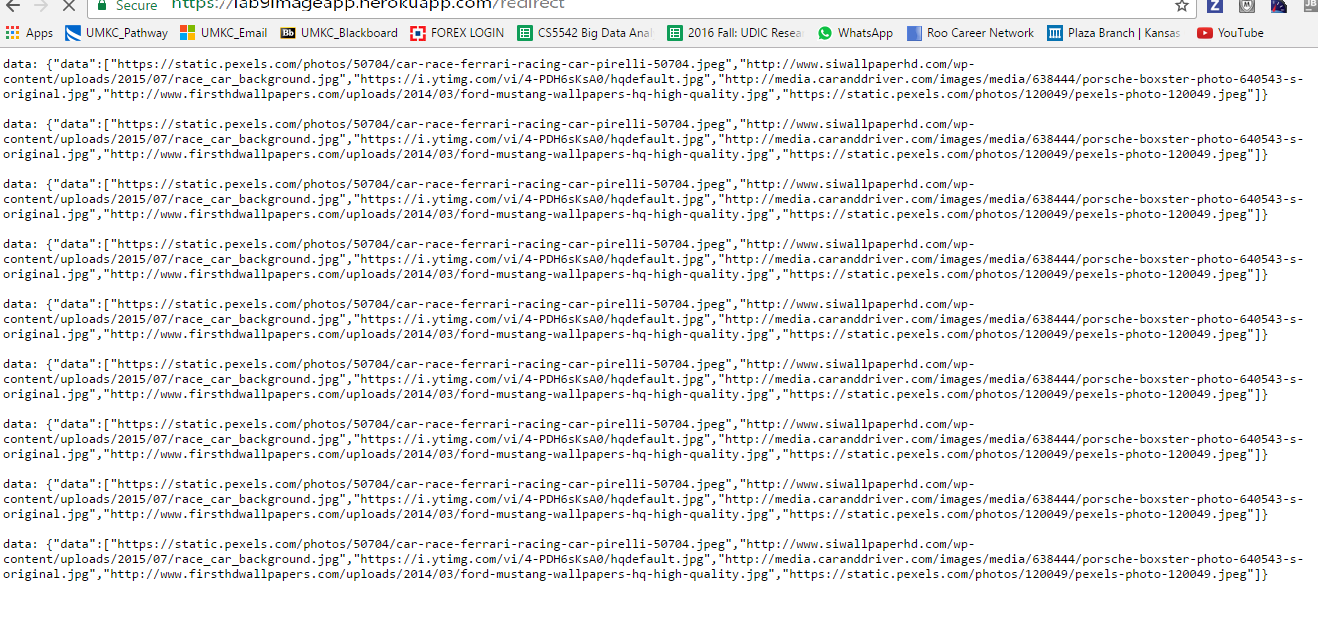 Secure https://lab9imageapp.herokuapp.com/redirect
Apps UMKC_Pathway UMKC_Email Bb UMKC_Blackboard FOREX LOGIN CS5542 Big Data Anal 2016 Fall: UDIC Resea WhatsApp Roo Career Network Plaza Branch | Kansas YouTube
data: {"data":["https://static.pexels.com/photos/50704/car-race-ferrari-racing-car-pirelli-50704.jpeg","http://www.siwallpaperhd.com/wp-
content/uploads/2015/07/race_car_background.jpg","https://i.ytimg.com/vi/4-PDH6sKsA0/hqdefault.jpg","http://media.caranddriver.com/images/media/638444/porsche-boxster-photo-640543-s-
original.jpg","http://www.firsthdwallpapers.com/uploads/2014/03/ford-mustang-wallpapers-hq-high-quality.jpg","https://static.pexels.com/photos/120049/pexels-photo-120049.jpeg"]}
data: {"data":["https://static.pexels.com/photos/50704/car-race-ferrari-racing-car-pirelli-50704.jpeg","http://www.siwallpaperhd.com/wp-
content/uploads/2015/07/race_car_background.jpg","https://i.ytimg.com/vi/4-PDH6sKsA0/hqdefault.jpg","http://media.caranddriver.com/images/media/638444/porsche-boxster-photo-640543-s-
original.jpg","http://www.firsthdwallpapers.com/uploads/2014/03/ford-mustang-wallpapers-hq-high-quality.jpg","https://static.pexels.com/photos/120049/pexels-photo-120049.jpeg"]}
data: {"data":["https://static.pexels.com/photos/50704/car-race-ferrari-racing-car-pirelli-50704.jpeg","http://www.siwallpaperhd.com/wp-
content/uploads/2015/07/race_car_background.jpg","https://i.ytimg.com/vi/4-PDH6sKsA0/hqdefault.jpg","http://media.caranddriver.com/images/media/638444/porsche-boxster-photo-640543-s-
original.jpg","http://www.firsthdwallpapers.com/uploads/2014/03/ford-mustang-wallpapers-hq-high-quality.jpg","https://static.pexels.com/photos/120049/pexels-photo-120049.jpeg"]}
data: {"data":["https://static.pexels.com/photos/50704/car-race-ferrari-racing-car-pirelli-50704.jpeg","http://www.siwallpaperhd.com/wp-
content/uploads/2015/07/race_car_background.jpg","https://i.ytimg.com/vi/4-PDH6sKsA0/hqdefault.jpg","http://media.caranddriver.com/images/media/638444/porsche-boxster-photo-640543-s-
original.jpg","http://www.firsthdwallpapers.com/uploads/2014/03/ford-mustang-wallpapers-hq-high-quality.jpg","https://static.pexels.com/photos/120049/pexels-photo-120049.jpeg"]}
data: {"data":["https://static.pexels.com/photos/50704/car-race-ferrari-racing-car-pirelli-50704.jpeg","http://www.siwallpaperhd.com/wp-
content/uploads/2015/07/race_car_background.jpg","https://i.ytimg.com/vi/4-PDH6sKsA0/hqdefault.jpg","http://media.caranddriver.com/images/media/638444/porsche-boxster-photo-640543-s-
original.jpg","http://www.firsthdwallpapers.com/uploads/2014/03/ford-mustang-wallpapers-hq-high-quality.jpg","https://static.pexels.com/photos/120049/pexels-photo-120049.jpeg"]}
data: {"data":["https://static.pexels.com/photos/50704/car-race-ferrari-racing-car-pirelli-50704.jpeg","http://www.siwallpaperhd.com/wp-
content/uploads/2015/07/race_car_background.jpg","https://i.ytimg.com/vi/4-PDH6sKsA0/hqdefault.jpg","http://media.caranddriver.com/images/media/638444/porsche-boxster-photo-640543-s-
original.jpg","http://www.firsthdwallpapers.com/uploads/2014/03/ford-mustang-wallpapers-hq-high-quality.jpg","https://static.pexels.com/photos/120049/pexels-photo-120049.jpeg"]}
data: {"data":["https://static.pexels.com/photos/50704/car-race-ferrari-racing-car-pirelli-50704.jpeg","http://www.siwallpaperhd.com/wp-
content/uploads/2015/07/race_car_background.jpg","https://i.ytimg.com/vi/4-PDH6sKsA0/hqdefault.jpg","http://media.caranddriver.com/images/media/638444/porsche-boxster-photo-640543-s-
original.jpg","http://www.firsthdwallpapers.com/uploads/2014/03/ford-mustang-wallpapers-hq-high-quality.jpg","https://static.pexels.com/photos/120049/pexels-photo-120049.jpeg"]}
data: {"data":["https://static.pexels.com/photos/50704/car-race-ferrari-racing-car-pirelli-50704.jpeg","http://www.siwallpaperhd.com/wp-
content/uploads/2015/07/race_car_background.jpg","https://i.ytimg.com/vi/4-PDH6sKsA0/hqdefault.jpg","http://media.caranddriver.com/images/media/638444/porsche-boxster-photo-640543-s-
original.jpg","http://www.firsthdwallpapers.com/uploads/2014/03/ford-mustang-wallpapers-hq-high-quality.jpg","https://static.pexels.com/photos/120049/pexels-photo-120049.jpeg"]}
data: {"data":["https://static.pexels.com/photos/50704/car-race-ferrari-racing-car-pirelli-50704.jpeg","http://www.siwallpaperhd.com/wp-
content/uploads/2015/07/race_car_background.jpg","https://i.ytimg.com/vi/4-PDH6sKsA0/hqdefault.jpg","http://media.caranddriver.com/images/media/638444/porsche-boxster-photo-640543-s-
original.jpg","http://www.firsthdwallpapers.com/uploads/2014/03/ford-mustang-wallpapers-hq-high-quality.jpg","https://static.pexels.com/photos/120049/pexels-photo-120049.jpeg"]}